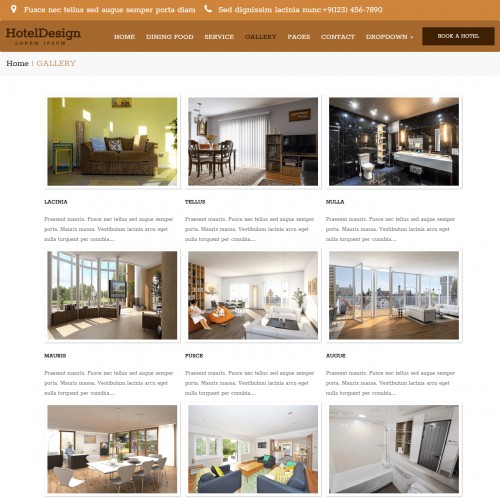 Fusce nec tellus sed augue semper porta diam Sed dignissim lacinia nunc +9023) 456-7890
HotelDesign
LOREM IPSUM
HOME DINING FOOD SERVICE GALLERY PAGES CONTACT DROPDOWN BOOK A HOTEL
Home : GALLERY
LACINIA
Praesent mauris. Fusce nec tellus sed augue semper
porta. Mauris massa. Vestibulum lacinia arcu eget
nulla torquent per conubia....
TELLUS
Praesent mauris. Fusce nec tellus sed augue semper
porta. Mauris massa. Vestibulum lacinia arcu eget
nulla torquent per conubia....
NULLA
Praesent mauris. Fusce nec tellus sed augue semper
porta. Mauris massa. Vestibulum lacinia arcu eget
nulla torquent per conubia....
MAURIS
Praesent mauris. Fusce nec tellus sed augue semper
porta. Mauris massa. Vestibulum lacinia arcu eget
nulla torquent per conubia....
FUSCE
Praesent mauris. Fusce nec tellus sed augue semper
porta. Mauris massa. Vestibulum lacinia arcu eget
nulla torquent per conubia....
AUGUE
Praesent mauris. Fusce nec tellus sed augue semper
porta. Mauris massa. Vestibulum lacinia arcu eget
nulla torquent per conubia....